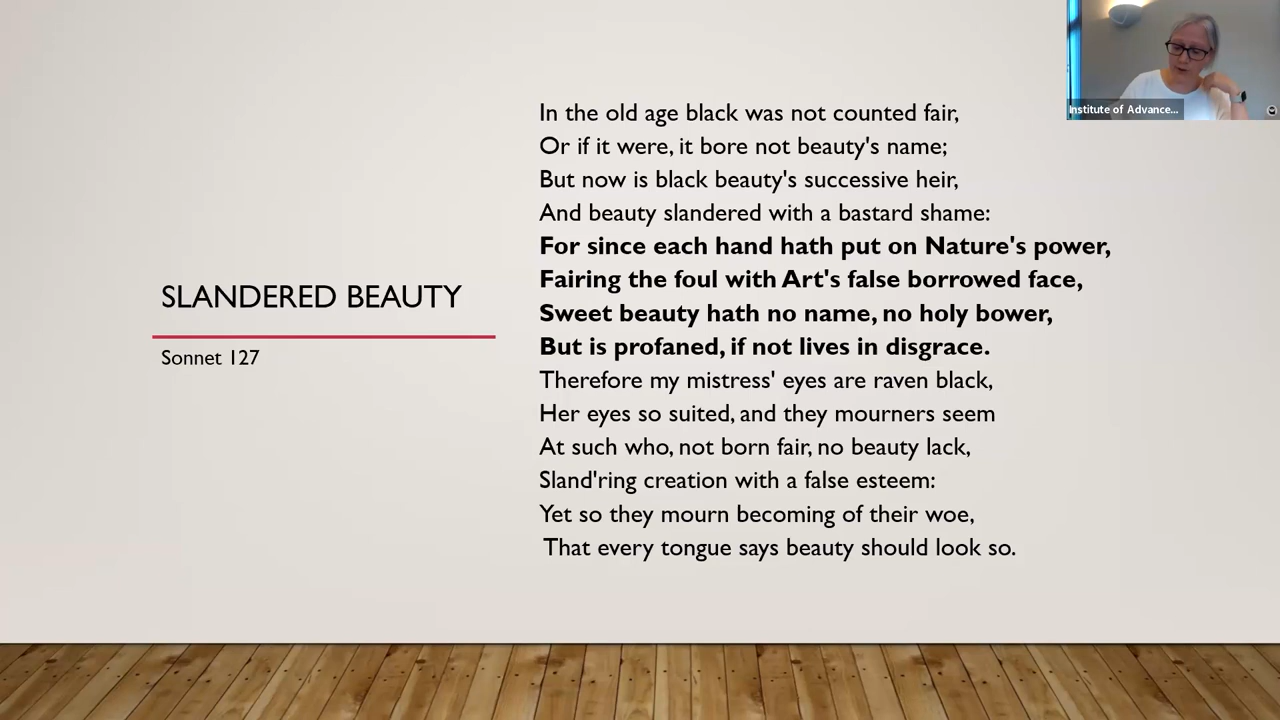 SLANDERED BEAUTY
Sonnet 127
In the old age black was not counted fair,
Or if it were, it bore not beauty's name;
But now is black beauty's successive heir,
And beauty slandered with a bastard shame:
For since each hand hath put on Nature's power,
Fairing the foul with Art's false borrowed face,
Sweet beauty hath no name, no holy bower,
But is profaned, if not lives in disgrace.
Therefore my mistress' eyes are raven black,
Her eyes so suited, and they mourners seem
At such who, not born fair, no beauty lack,
Sland'ring creation with a false esteem:
Yet so they mourn becoming of their woe,
That every tongue says beauty should look so.
Institute of Advance...